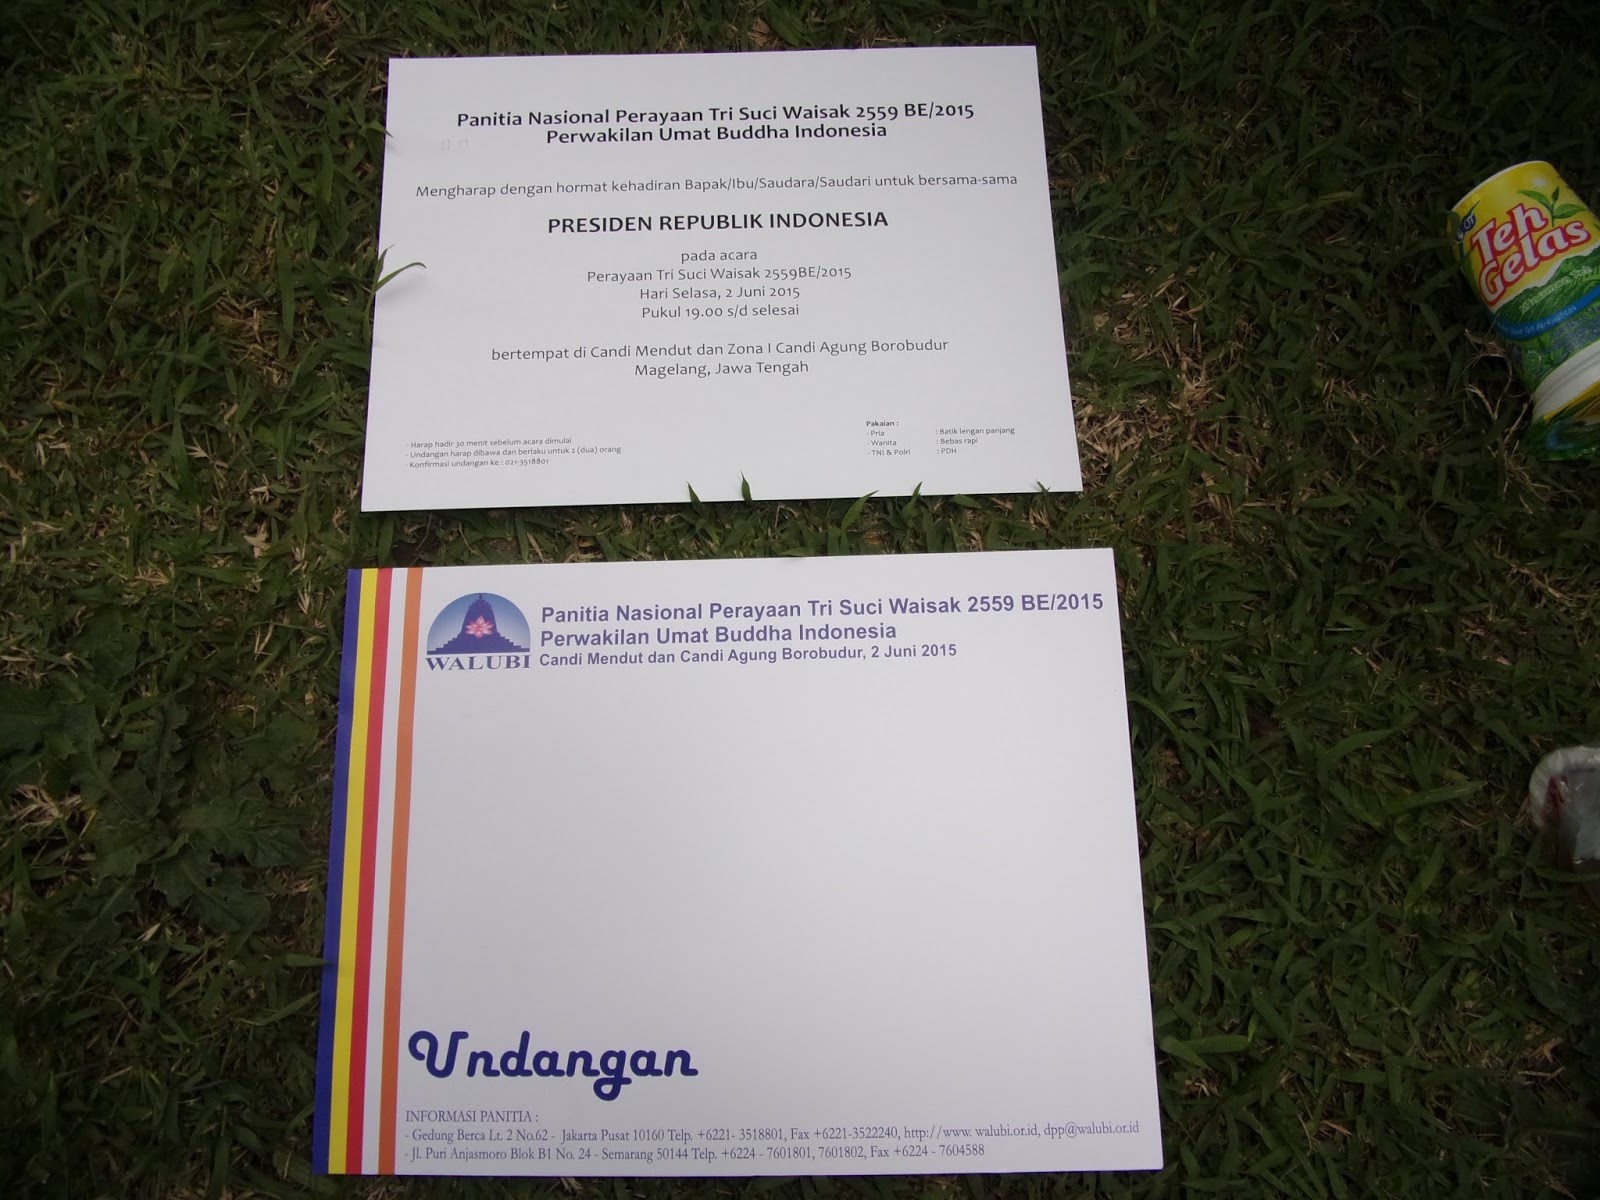 Panitia Nasional Perayaan Tri Suci Waisak 2559 BE/2015
Perwakilan Umat Buddha Indonesia
Mengharap dengan hormat kehadiran Bapak/Ibu/Saudara/Saudari untuk bersama-sama
PRESIDEN REPUBLIK INDONESIA
pada acara
Perayaan Tri Suci Waisak 2559BE/2015
Hari Selasa, 2 Juni 2015
Pukul 19.00 s/d selesai
bertempat di Candi Mendut dan Zona I Candi Agung Borobudur
Magelang, Jawa Tengah
- Harap hadir 30 menit sebelum acara dimulai
- Undangan harap dibawa dan berlaku untuk 2 (dua) orang
- Konfirmasi undangan ke : 021-3518801
Pakaian :
- Pria : Batik lengan panjang
- Wanita : Bebas rapi
- TNI & Polri : PDH
Teh
Gelas
WALUBI
Panitia Nasional Perayaan Tri Suci Waisak 2559 BE/2015
Perwakilan Umat Buddha Indonesia
Candi Mendut dan Candi Agung Borobudur, 2 Juni 2015
Undangan
INFORMASI PANITIA :
- Gedung Berca Lt. 2 No.62 - Jakarta Pusat 10160 Telp. +6221- 3518801, Fax +6221-3522240, http://www. walubi.or.id, dpp@walubi.or.id
- Jl. Puri Anjasmoro Blok B1 No. 24 - Semarang 50144 Telp. +6224 - 7601801, 7601802, Fax +6224 - 7604588